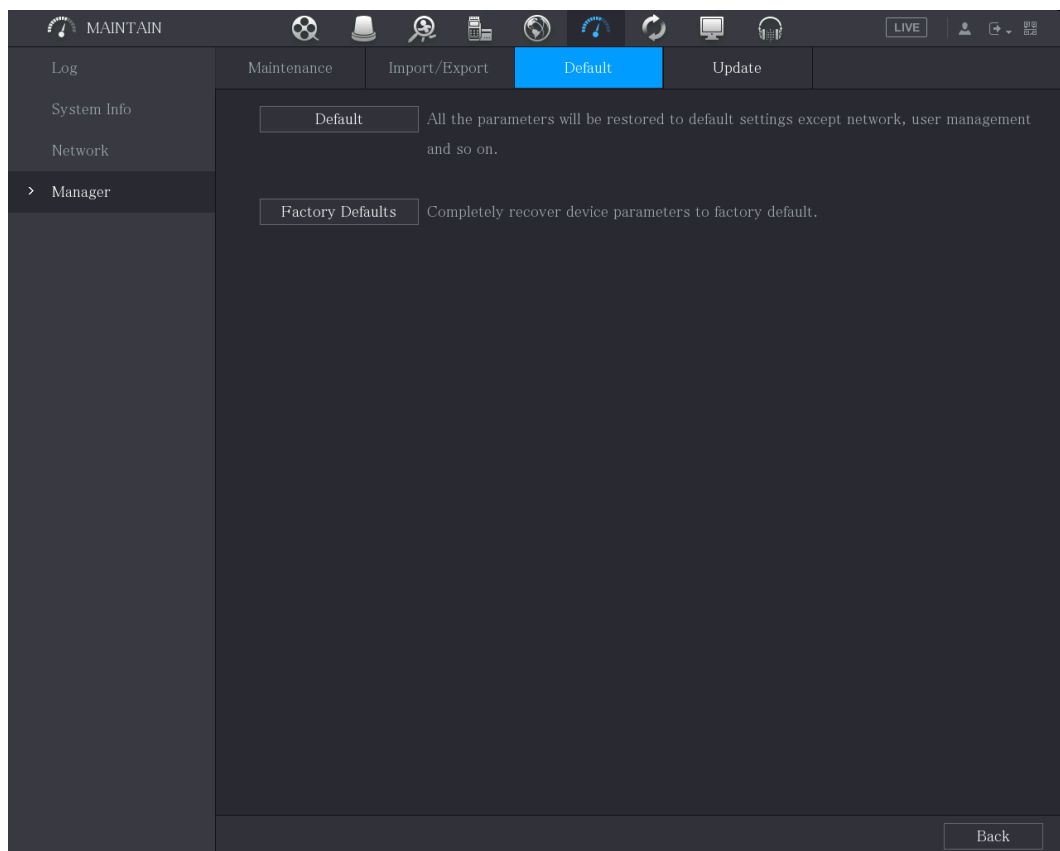 MAINTAIN
LIVE
Log
System Info
Network
Manager
Maintenance
Import/Export
Default
Update
Default
All the parameters will be restored to default settings except network, user management
and so on.
Factory Defaults
Completely recover device parameters to factory default.
Back